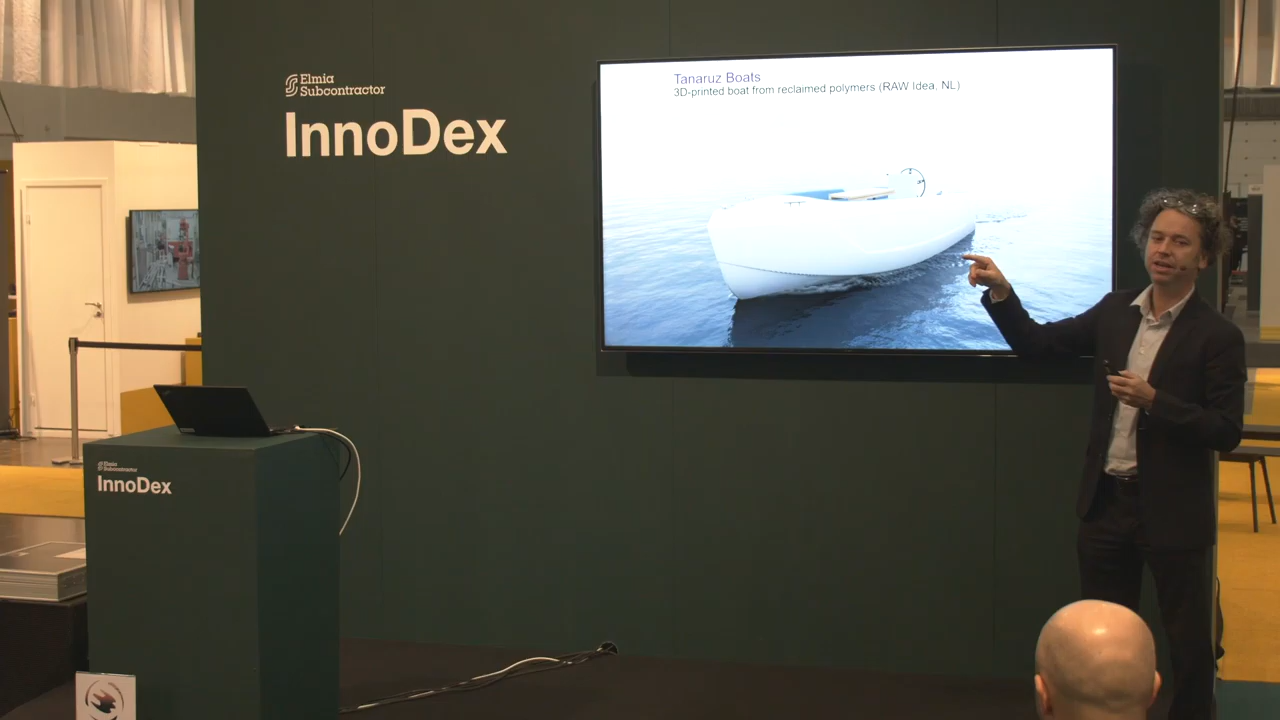 Elmia
Subcontractor
InnoDex
Tanaruz Boats
3D-printed boat from reclaimed polymers (RAW Idea, NL)
Elmia
Subcontractor
InnoDex